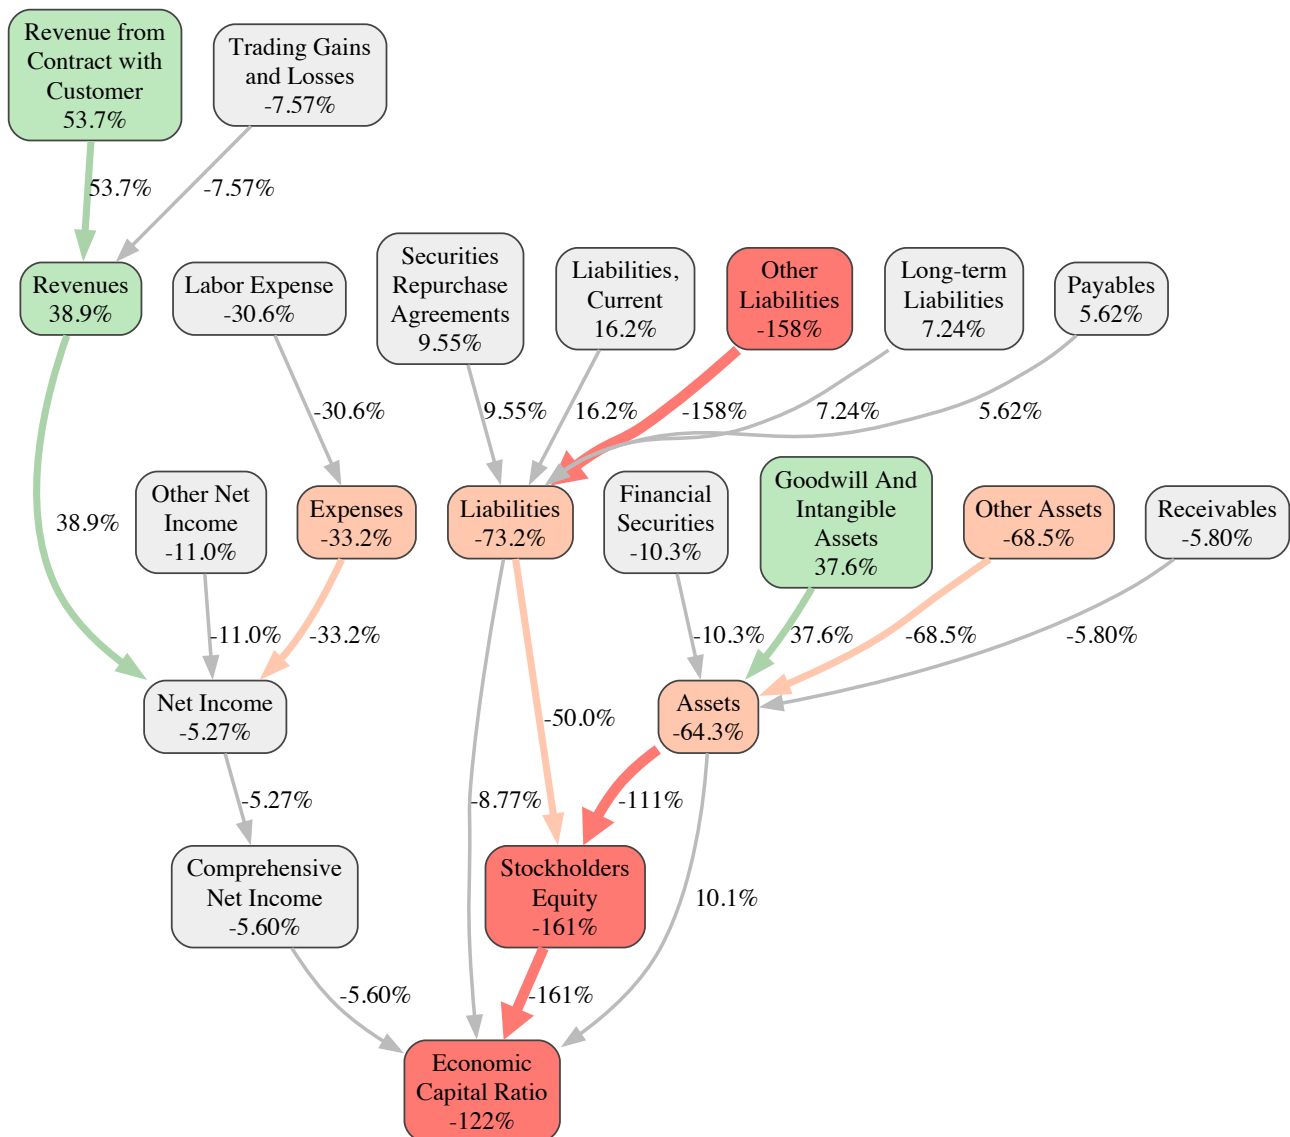 Revenue from
Contract with
Customer
53.7%
Trading Gains
and Losses
-7.57%
53.7%
-7.57%
Revenues
38.9%
Labor Expense
-30.6%
Securities
Repurchase
Agreements
9.55%
Liabilities,
Current
16.2%
Other
Liabilities
-158%
Long-term
Liabilities
7.24%
Payables
5.62%
-30.6%
9.55%
16.2%
-158%
7.24%
5.62%
38.9%
Other Net
Income
-11.0%
Expenses
-33.2%
Liabilities
-73.2%
Financial
Securities
-10.3%
Goodwill And
Intangible
Assets
37.6%
Other Assets
-68.5%
Receivables
-5.80%
-11.0%
-33.2%
-10.3%
37.6%
-68.5%
-5.80%
Net Income
-5.27%
-50.0%
Assets
-64.3%
-5.27%
-8.77%
-111%
Comprehensive
Net Income
-5.60%
Stockholders
Equity
-161%
10.1%
-5.60%
-161%
Economic
Capital Ratio
-122%